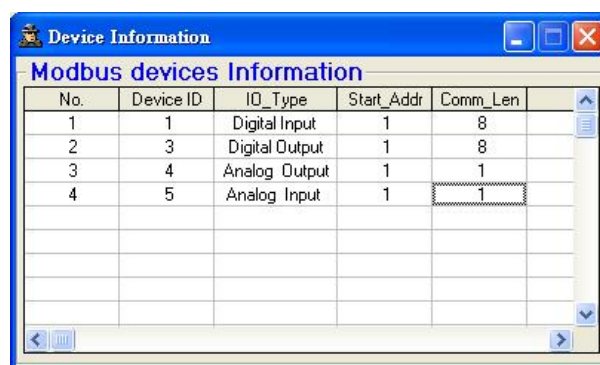 Device Information
Modbus devices Information
No. Device ID IO_Type Start_Addr Comm_Len
1 1 Digital Input 1 8
2 3 Digital Output 1 8
3 4 Analog Output 1 1
4 5 Analog Input 1 1